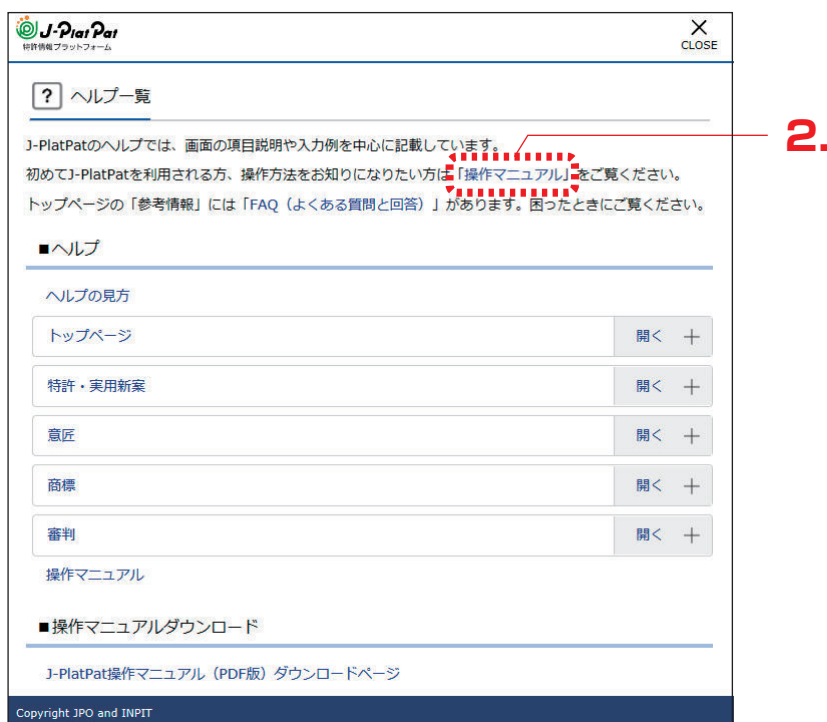 J-PlatPat
特許情報プラットフォーム
CLOSE
? ヘルプ一覧
J-PlatPatのヘルプでは、画面の項目説明や入力例を中心に記載しています。
2.
初めてJ-PlatPatを利用される方、操作方法をお知りになりたい方は「操作マニュアル」をご覧ください。
トップページの「参考情報」には「FAQ（よくある質問と回答）」があります。困ったときにご覧ください。
■ヘルプ
ヘルプの見方
トップページ 開く ＋
特許・実用新案 開く ＋
意匠 開く ＋
商標 開く ＋
審判 開く ＋
操作マニュアル
■操作マニュアルダウンロード
J-PlatPat操作マニュアル（PDF版）ダウンロードページ
Copyright JPO and INPIT